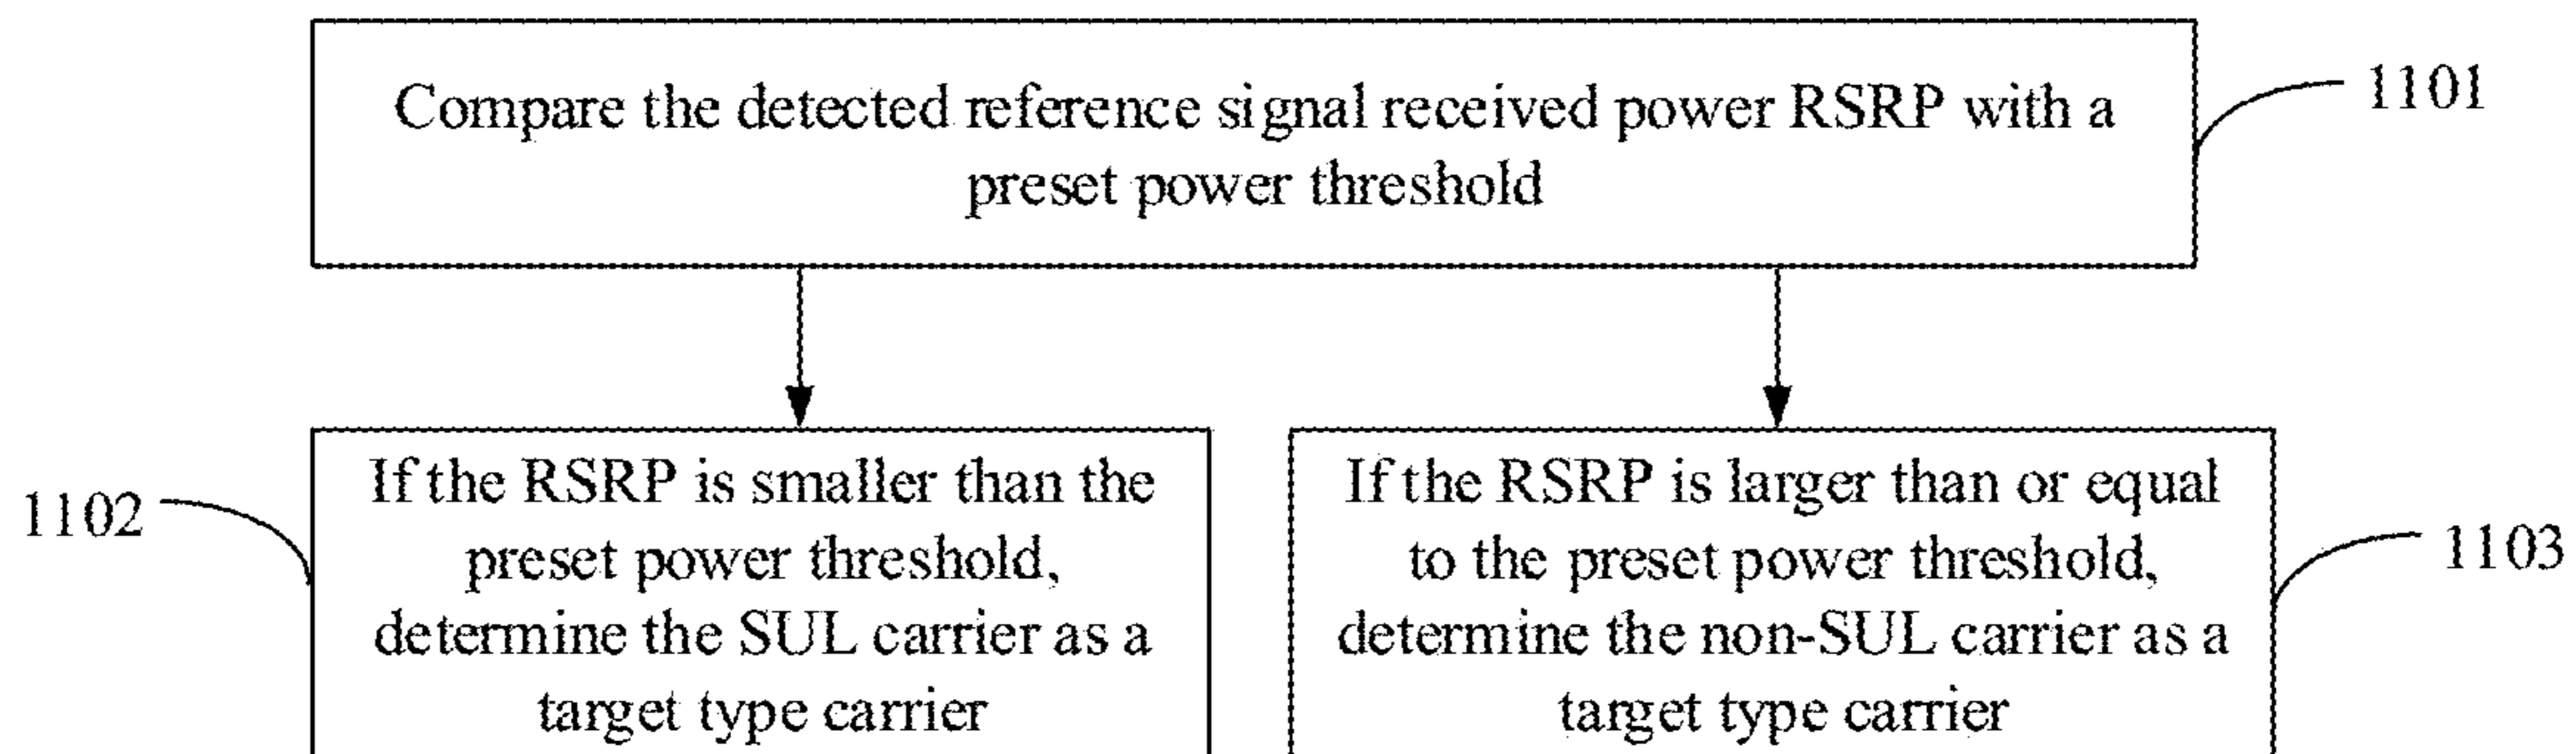 Compare the detected reference signal received power RSRP with a
preset power threshold
1101
1102
If the RSRP is smaller than the
preset power threshold,
determine the SUL carrier as a
target type carrier
If the RSRP is larger than or equal
to the preset power threshold,
determine the non-SUL carrier as a
target type carrier
1103